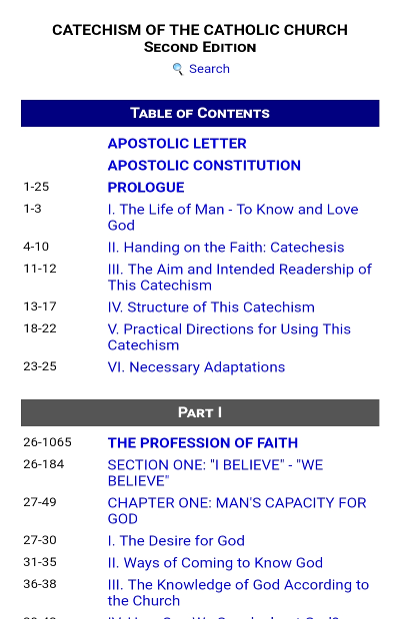 CATECHISM OF THE CATHOLIC CHURCH
Second Edition
Search
Table of Contents
APOSTOLIC LETTER
APOSTOLIC CONSTITUTION
1-25 PROLOGUE
1-3 I. The Life of Man - To Know and Love
God
4-10 II. Handing on the Faith: Catechesis
11-12 III. The Aim and Intended Readership of
This Catechism
13-17 IV. Structure of This Catechism
18-22 V. Practical Directions for Using This
Catechism
23-25 VI. Necessary Adaptations
Part I
26-1065 THE PROFESSION OF FAITH
26-184 SECTION ONE: "I BELIEVE" - "WE
BELIEVE"
27-49 CHAPTER ONE: MAN'S CAPACITY FOR
GOD
27-30 I. The Desire for God
31-35 II. Ways of Coming to Know God
36-38 III. The Knowledge of God According to
the Church